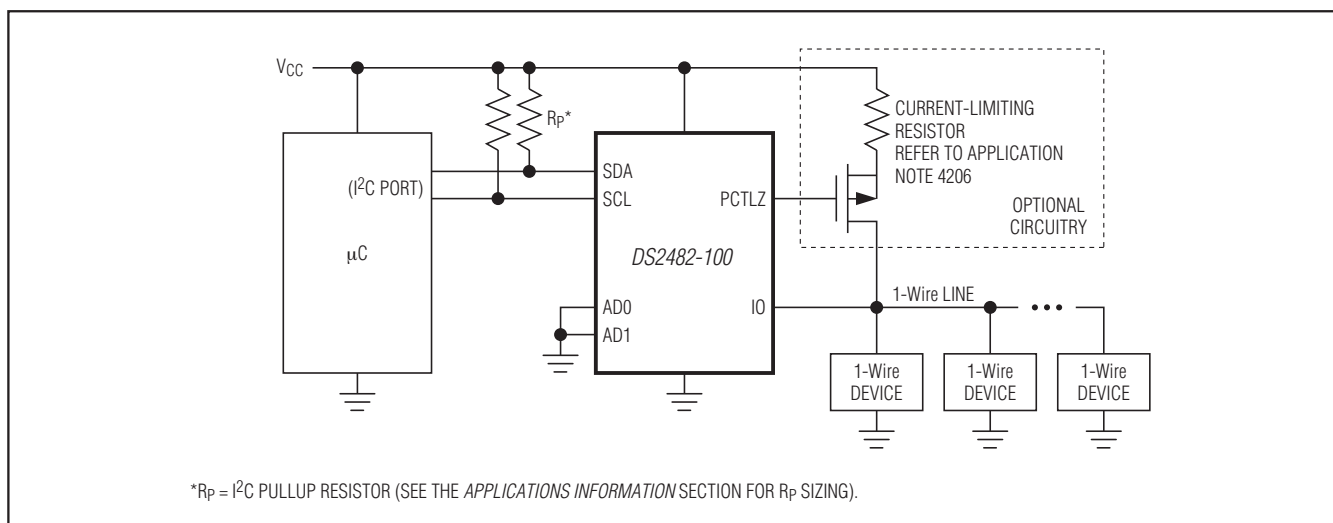 VCC
RP*
CURRENT-LIMITING
RESISTOR
REFER TO APPLICATION
NOTE 4206
OPTIONAL
CIRCUITRY
(I²C PORT)
µC
SDA
SCL
PCTLZ
DS2482-100
AD0
AD1
IO
1-Wire LINE
1-Wire
DEVICE
1-Wire
DEVICE
1-Wire
DEVICE
*RP = I²C PULLUP RESISTOR (SEE THE APPLICATIONS INFORMATION SECTION FOR RP SIZING).